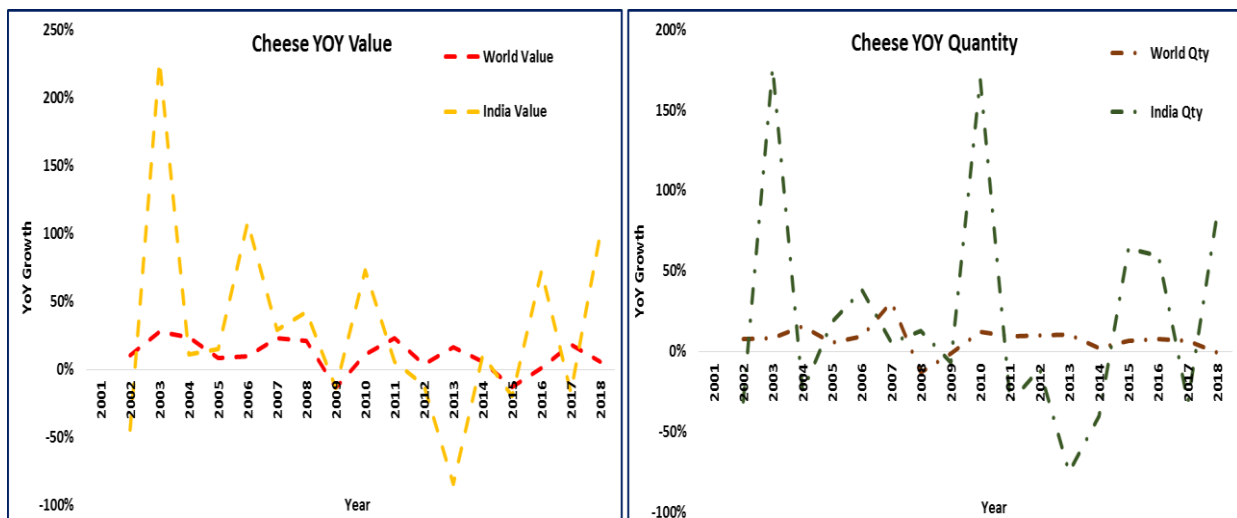 Cheese YOY Value
World Value
India Value
250%
200%
150%
100%
50%
0%
-50%
-100%
YoY Growth
2001 2002 2003 2004 2005 2006 2007 2008 2009 2010 2011 2012 2013 2014 2015 2016 2017 2018
Year
Cheese YOY Quantity
World Qty
India Qty
200%
150%
100%
50%
0%
-50%
-100%
YoY Growth
2001 2002 2003 2004 2005 2006 2007 2008 2009 2010 2011 2012 2013 2014 2015 2016 2017 2018
Year